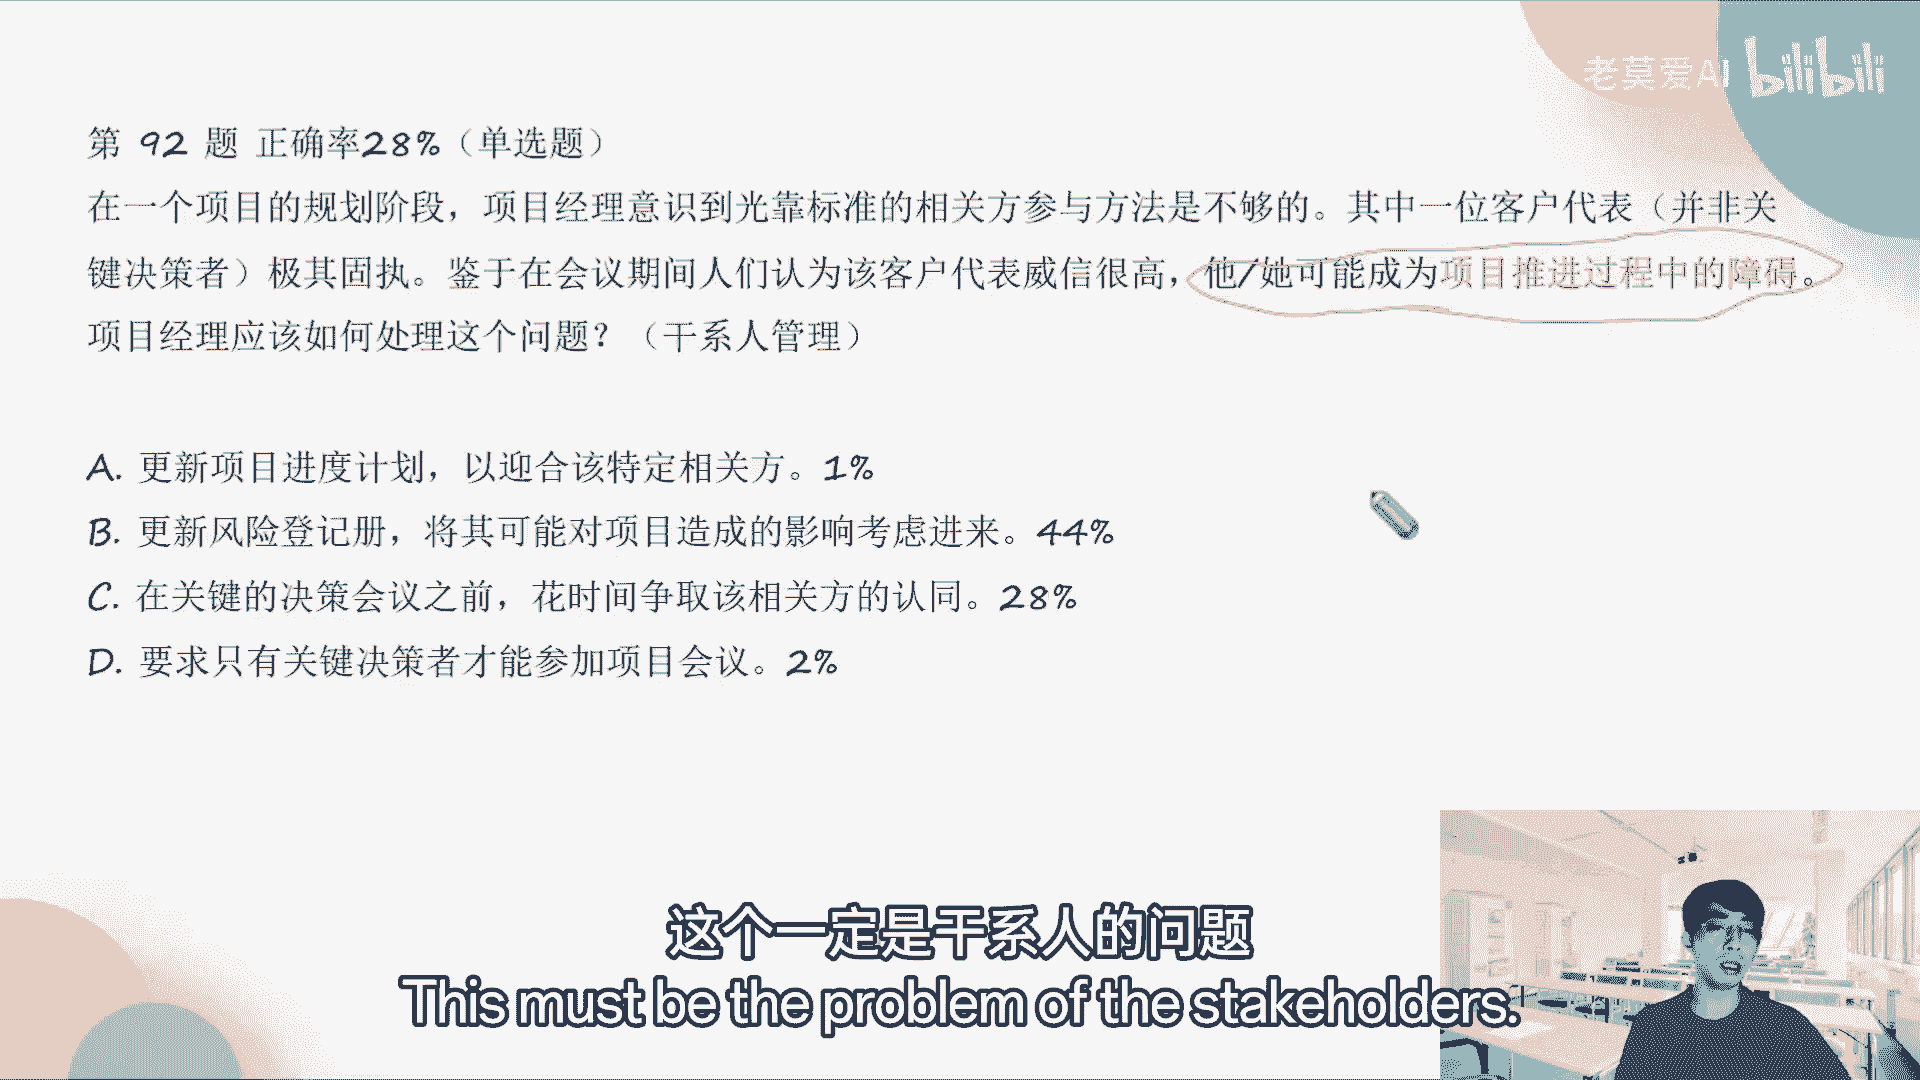 老莫爱AI bilibili
第 92 题 正确率28%（单选题）
在一个项目的规划阶段，项目经理意识到光靠标准的相关方参与方法是不够的。其中一位客户代表（并非关
键决策者）极其固执。鉴于在会议期间人们认为该客户代表威信很高，他/她可能成为项目推进过程中的障碍。
项目经理应该如何处理这个问题？（干系人管理）
A. 更新项目进度计划，以迎合该特定相关方。1%
B. 更新风险登记册，将其可能对项目造成的影响考虑进来。44%
C. 在关键的决策会议之前，花时间争取该相关方的认同。28%
D. 要求只有关键决策者才能参加项目会议。2%
这个一定是干系人的问题
This must be the problem of the stakeholders.